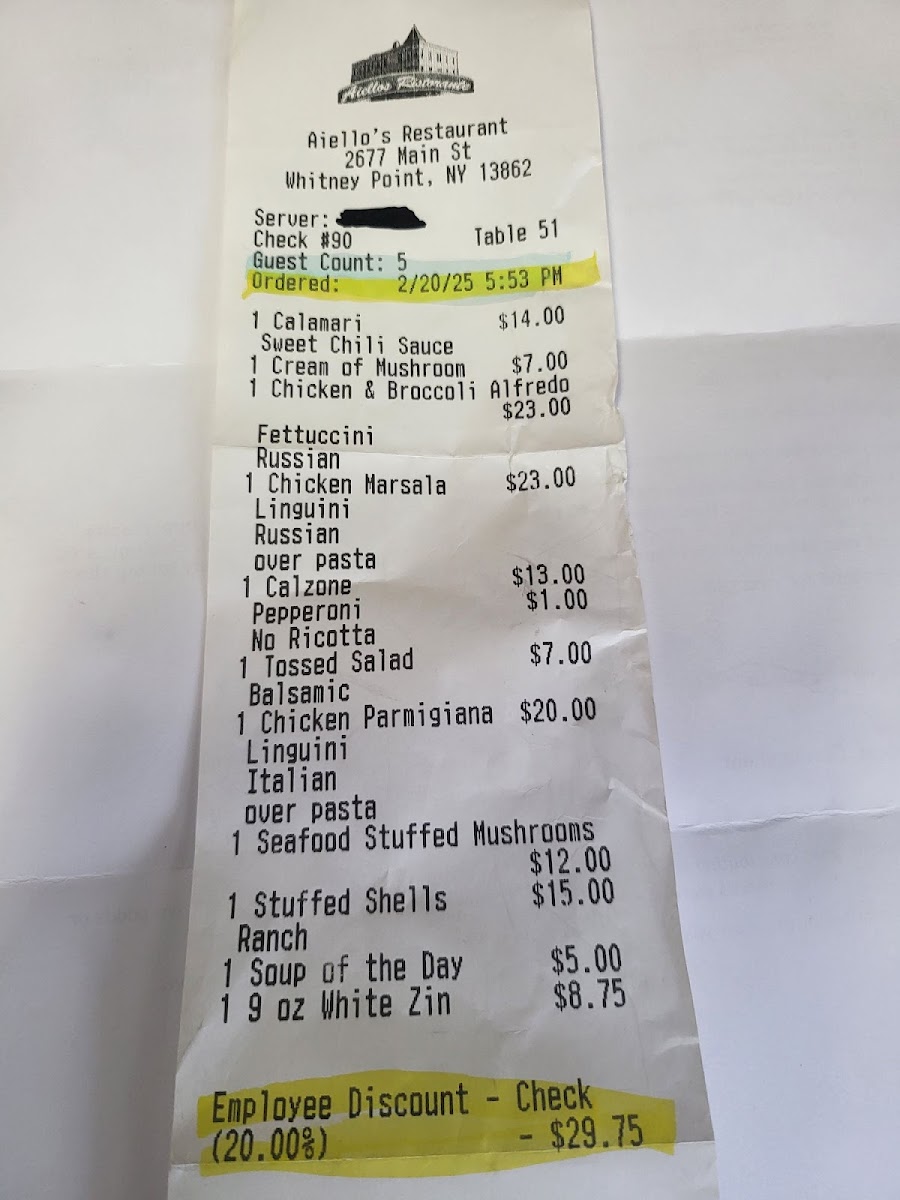 Aiellos Ristorante
Aiello's Restaurant
2677 Main St
Whitney Point, NY 13862
Server:
Check #90 Table 51
Guest Count: 5
Ordered: 2/20/25 5:53 PM
1 Calamari $14.00
Sweet Chili Sauce
1 Cream of Mushroom $7.00
1 Chicken & Broccoli Alfredo
$23.00
Fettuccini
Russian
1 Chicken Marsala $23.00
Linguini
Russian
over pasta
1 Calzone $13.00
Pepperoni $1.00
No Ricotta
1 Tossed Salad $7.00
Balsamic
1 Chicken Parmigiana $20.00
Linguini
Italian
over pasta
1 Seafood Stuffed Mushrooms
$12.00
1 Stuffed Shells $15.00
Ranch
1 Soup of the Day $5.00
1 9 oz White Zin $8.75
Employee Discount - Check
(20.00%) - $29.75